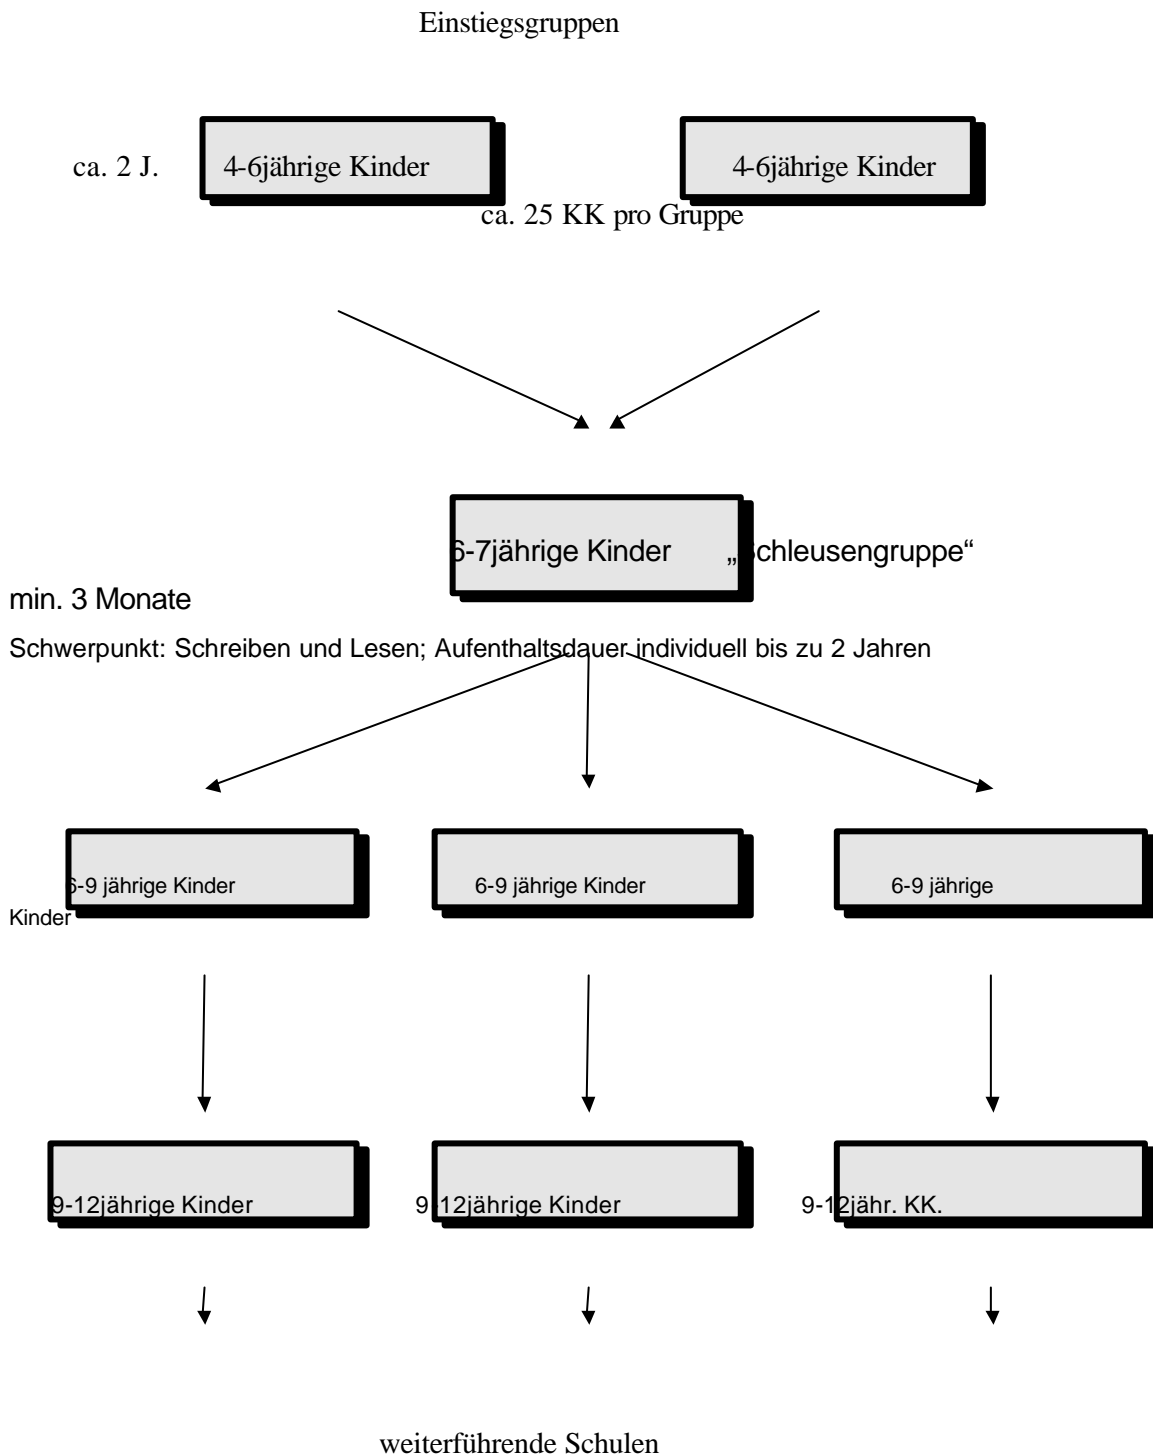 Einstiegsgruppen
ca. 2 J. 4-6jährige Kinder 4-6jährige Kinder
ca. 25 KK pro Gruppe
6-7jährige Kinder „Schleusengruppe“
min. 3 Monate
Schwerpunkt: Schreiben und Lesen; Aufenthaltsdauer individuell bis zu 2 Jahren
6-9 jährige Kinder 6-9 jährige Kinder 6-9 jährige
Kinder
9-12jährige Kinder 9-12jährige Kinder 9-12jähr. KK.
weiterführende Schulen